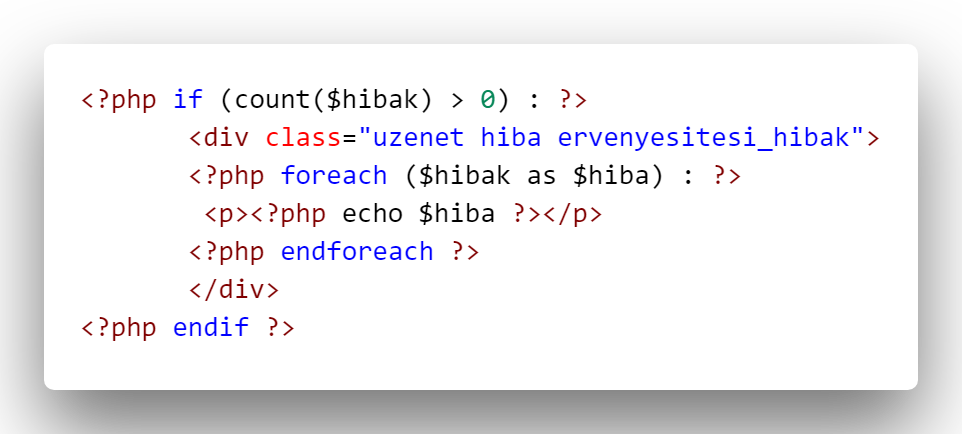 <?php if (count($hibak) > 0) : ?>
<div class="uzenet hiba ervenyesitesi_hibak">
<?php foreach ($hibak as $hiba) : ?>
<p><?php echo $hiba ?></p>
<?php endforeach ?>
</div>
<?php endif ?>